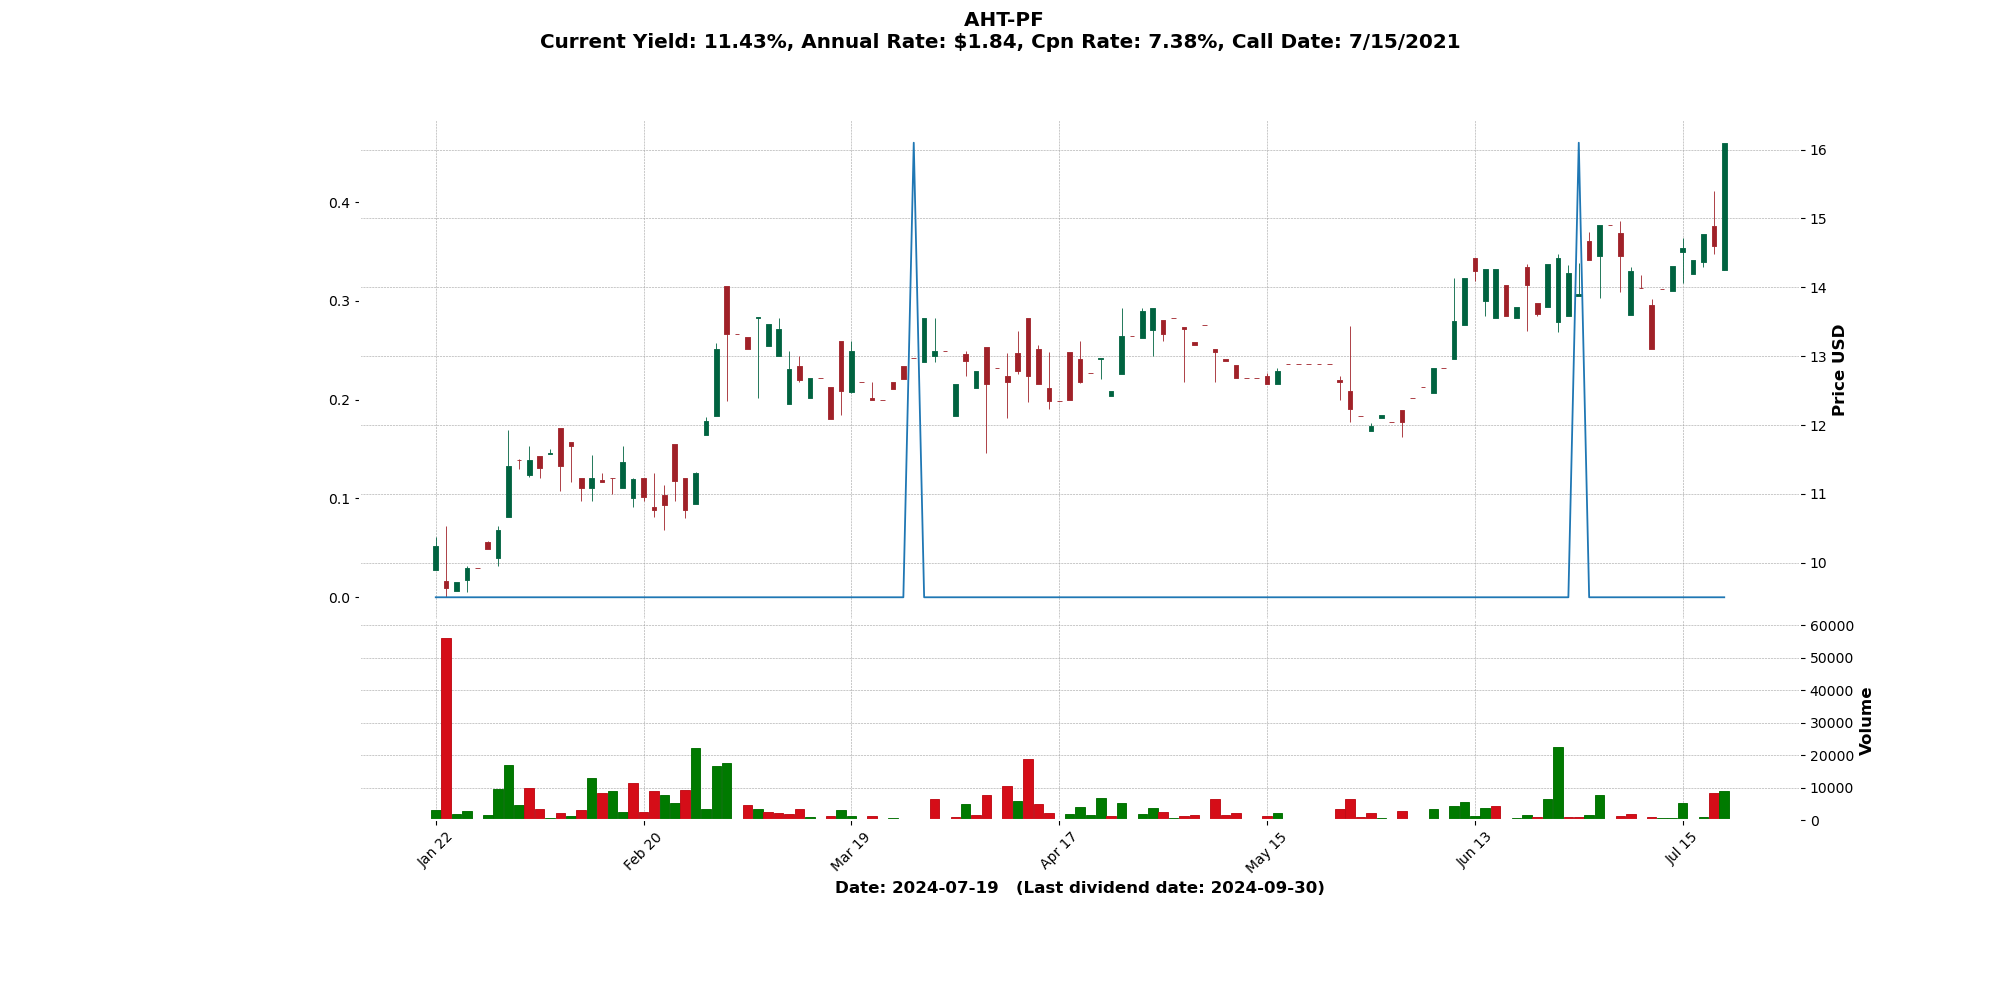 AHT-PF
Current Yield: 11.43%, Annual Rate: $1.84, Cpn Rate: 7.38%, Call Date: 7/15/2021
0.4
0.3
0.2
0.1
0.0
16
15
14
13
12
11
10
Price USD
60000
50000
40000
30000
20000
10000
0
Volume
Jan 22
Feb 20
Mar 19
Apr 17
May 15
Jun 13
Jul 15
Date: 2024-07-19 (Last dividend date: 2024-09-30)